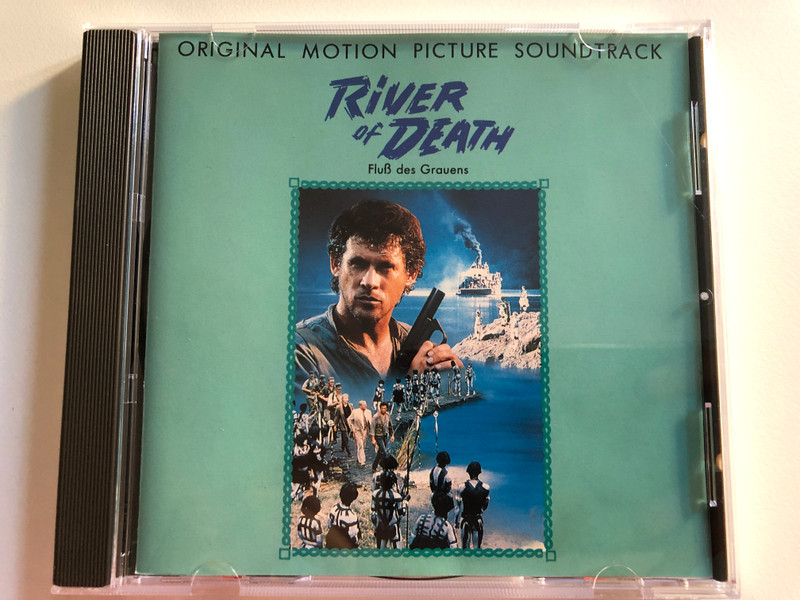 ORIGINAL MOTION PICTURE SOUNDTRACK
RiVER
of DEATH
Fluß des Grauens